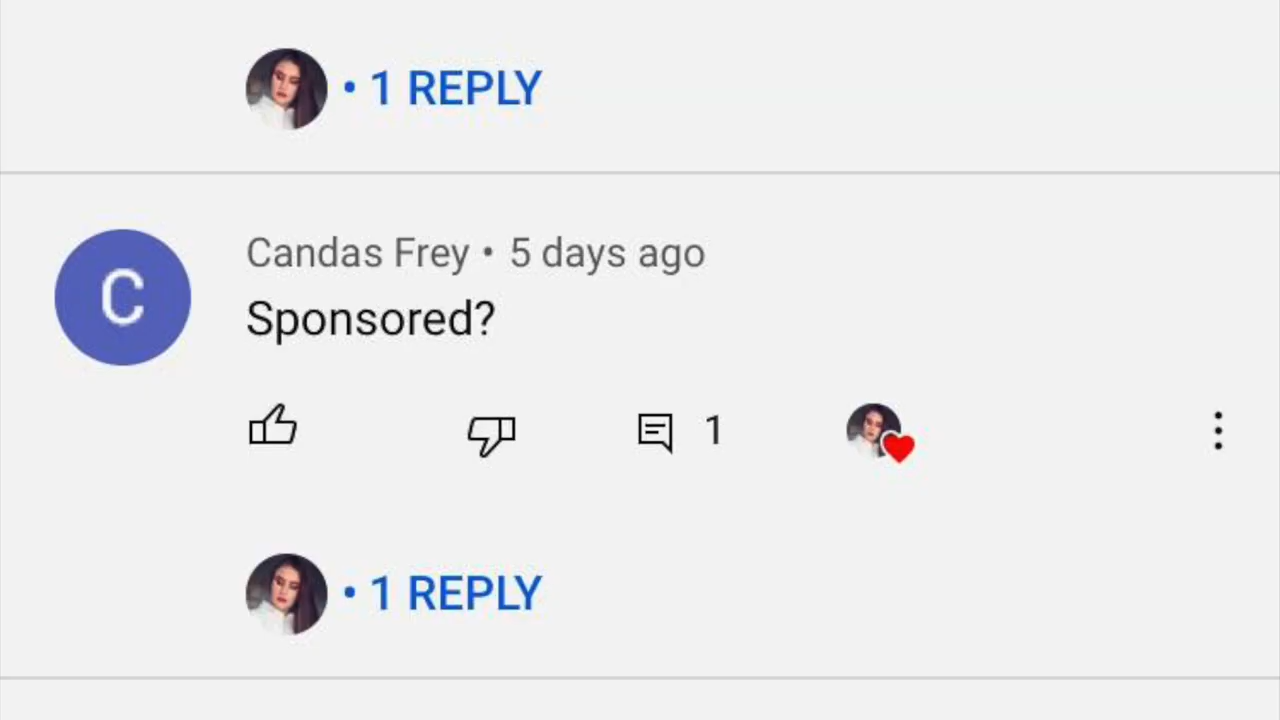 • 1 REPLY
Candas Frey • 5 days ago
C
Sponsored?
1
• 1 REPLY